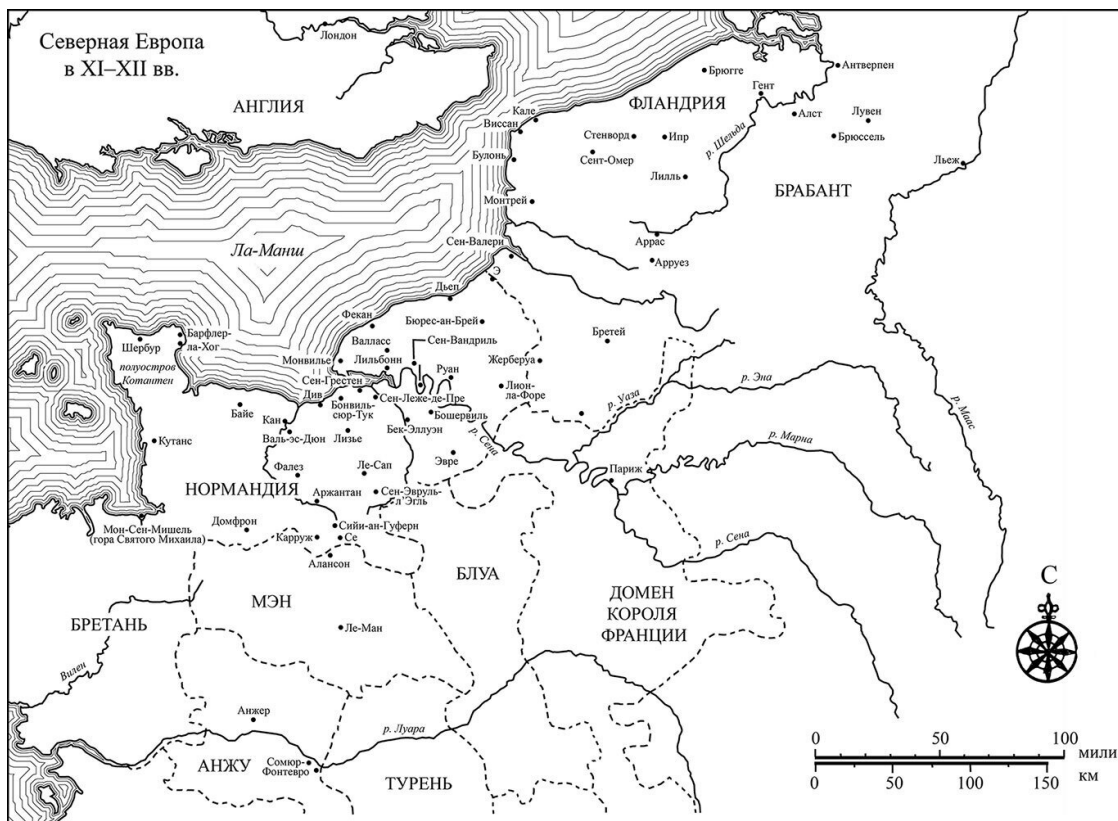 Северная Европа
в XI–XII вв.
Лондон
АНГЛИЯ
Ла-Манш
Антверпен
Брюгге
Гент
ФЛАНДРИЯ
Алст
Лувен
Кале
Виссан
Стенворд
Ипр
р. Шельда
Брюссель
Булонь
Сент-Омер
Льеж
Лилль
БРАБАНТ
Монтрей
Аррас
Сен-Валери
Арруез
Э
Дьеп
Фекан
Бюрес-ан-Брей
Бретей
Барфлер-
ла-Хог
Шербур
полуостров
Котантен
Валласс
Сен-Вандриль
Монвилье
Лильбонн
Жерберуа
Руан
р. Эна
Сен-Грестен
Сен-Леже-де-Пре
Лион-
ла-Форе
р. Уаза
р. Маас
Байе
Див
Бонвиль-
сюр-Тук
Бошервиль
Кан
Валь-эс-Дюн
Лизье
Бек-Эллуэн
р. Сена
р. Марна
Кутанс
Эвре
Париж
Фалез
Ле-Сап
НОРМАНДИЯ
Аржантан
Сен-Эвруль-
л’Эгль
Мон-Сен-Мишель
(гора Святого Михаила)
Домфрон
Сийи-ан-Гуферн
Карруж
Се
р. Сена
Алансон
БЛУА
С
МЭН
ДОМЕН
КОРОЛЯ
ФРАНЦИИ
БРЕТАНЬ
Ле-Ман
Вилен
Анжер
р. Луара
Сомюр-
Фонтевро
АНЖУ
ТУРЕНЬ
0 50 100
мили
км
0 50 100 150